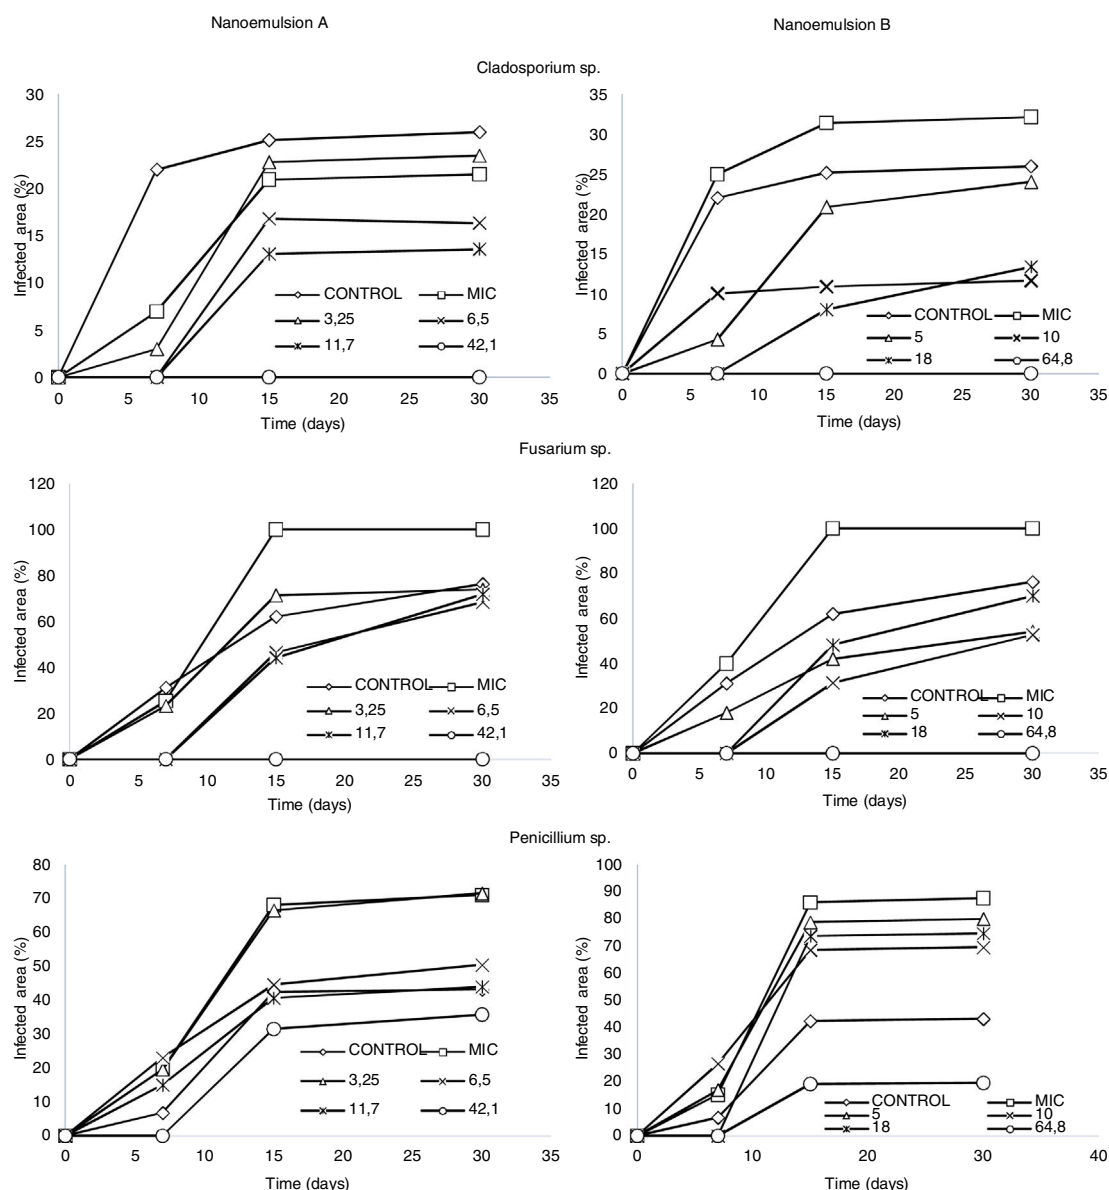 Nanoemulsion A
Nanoemulsion B
Cladosporium sp.
30
25
20
15
10
5
0
Infected area (%)
CONTROL MIC
3,25 6,5
11,7 42,1
0 5 10 15 20 25 30 35
Time (days)
35
30
25
20
15
10
5
0
Infected area (%)
CONTROL MIC
5 10
18 64,8
0 5 10 15 20 25 30 35
Time (days)
Fusarium sp.
120
100
80
60
40
20
0
Infected area (%)
CONTROL MIC
3,25 6,5
11,7 42,1
0 5 10 15 20 25 30 35
Time (days)
120
100
80
60
40
20
0
Infected area (%)
CONTROL MIC
5 10
18 64,8
0 5 10 15 20 25 30 35
Time (days)
Penicillium sp.
80
70
60
50
40
30
20
10
0
Infected area (%)
CONTROL MIC
3,25 6,5
11,7 42,1
0 5 10 15 20 25 30 35
Time (days)
100
90
80
70
60
50
40
30
20
10
0
Infected area (%)
CONTROL MIC
5 10
18 64,8
0 10 20 30 40
Time (days)